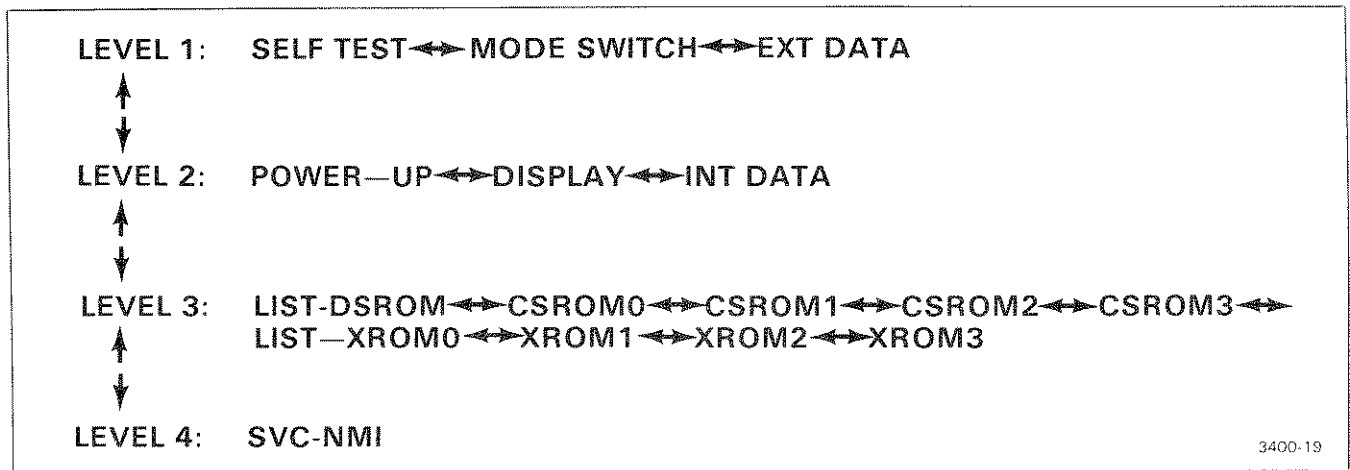 LEVEL 1: SELF TEST↔MODE SWITCH↔EXT DATA
LEVEL 2: POWER—UP↔DISPLAY↔INT DATA
LEVEL 3: LIST-DSROM↔CSROM0↔CSROM1↔CSROM2↔CSROM3↔
LIST—XROM0↔XROM1↔XROM2↔XROM3
LEVEL 4: SVC-NMI
3400-19